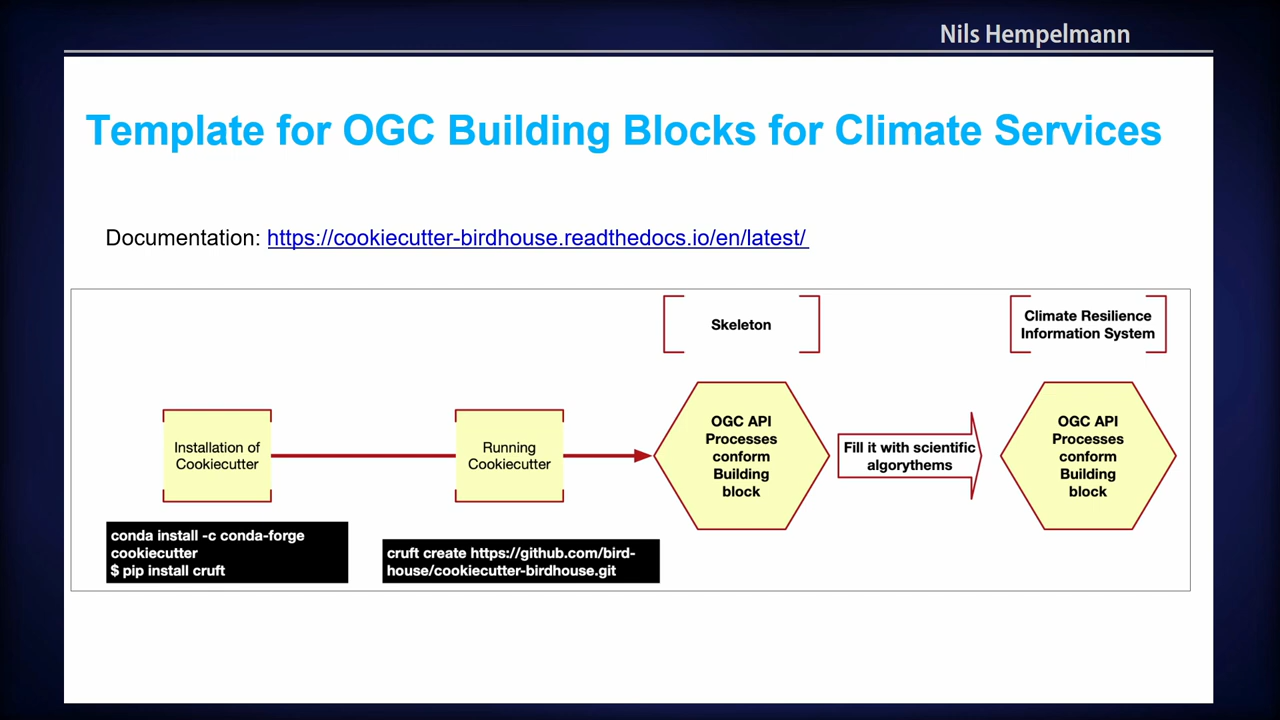 Nils Hempelmann
Template for OGC Building Blocks for Climate Services
Documentation: https://cookiecutter-birdhouse.readthedocs.io/en/latest/
Skeleton
Climate Resilience
Information System
Installation of
Cookiecutter
Running
Cookiecutter
OGC API
Processes
conform
Building
block
Fill it with scientific
algorythems
OGC API
Processes
conform
Building
block
conda install -c conda-forge
cookiecutter
$ pip install cruft
cruft create https://github.com/bird-
house/cookiecutter-birdhouse.git